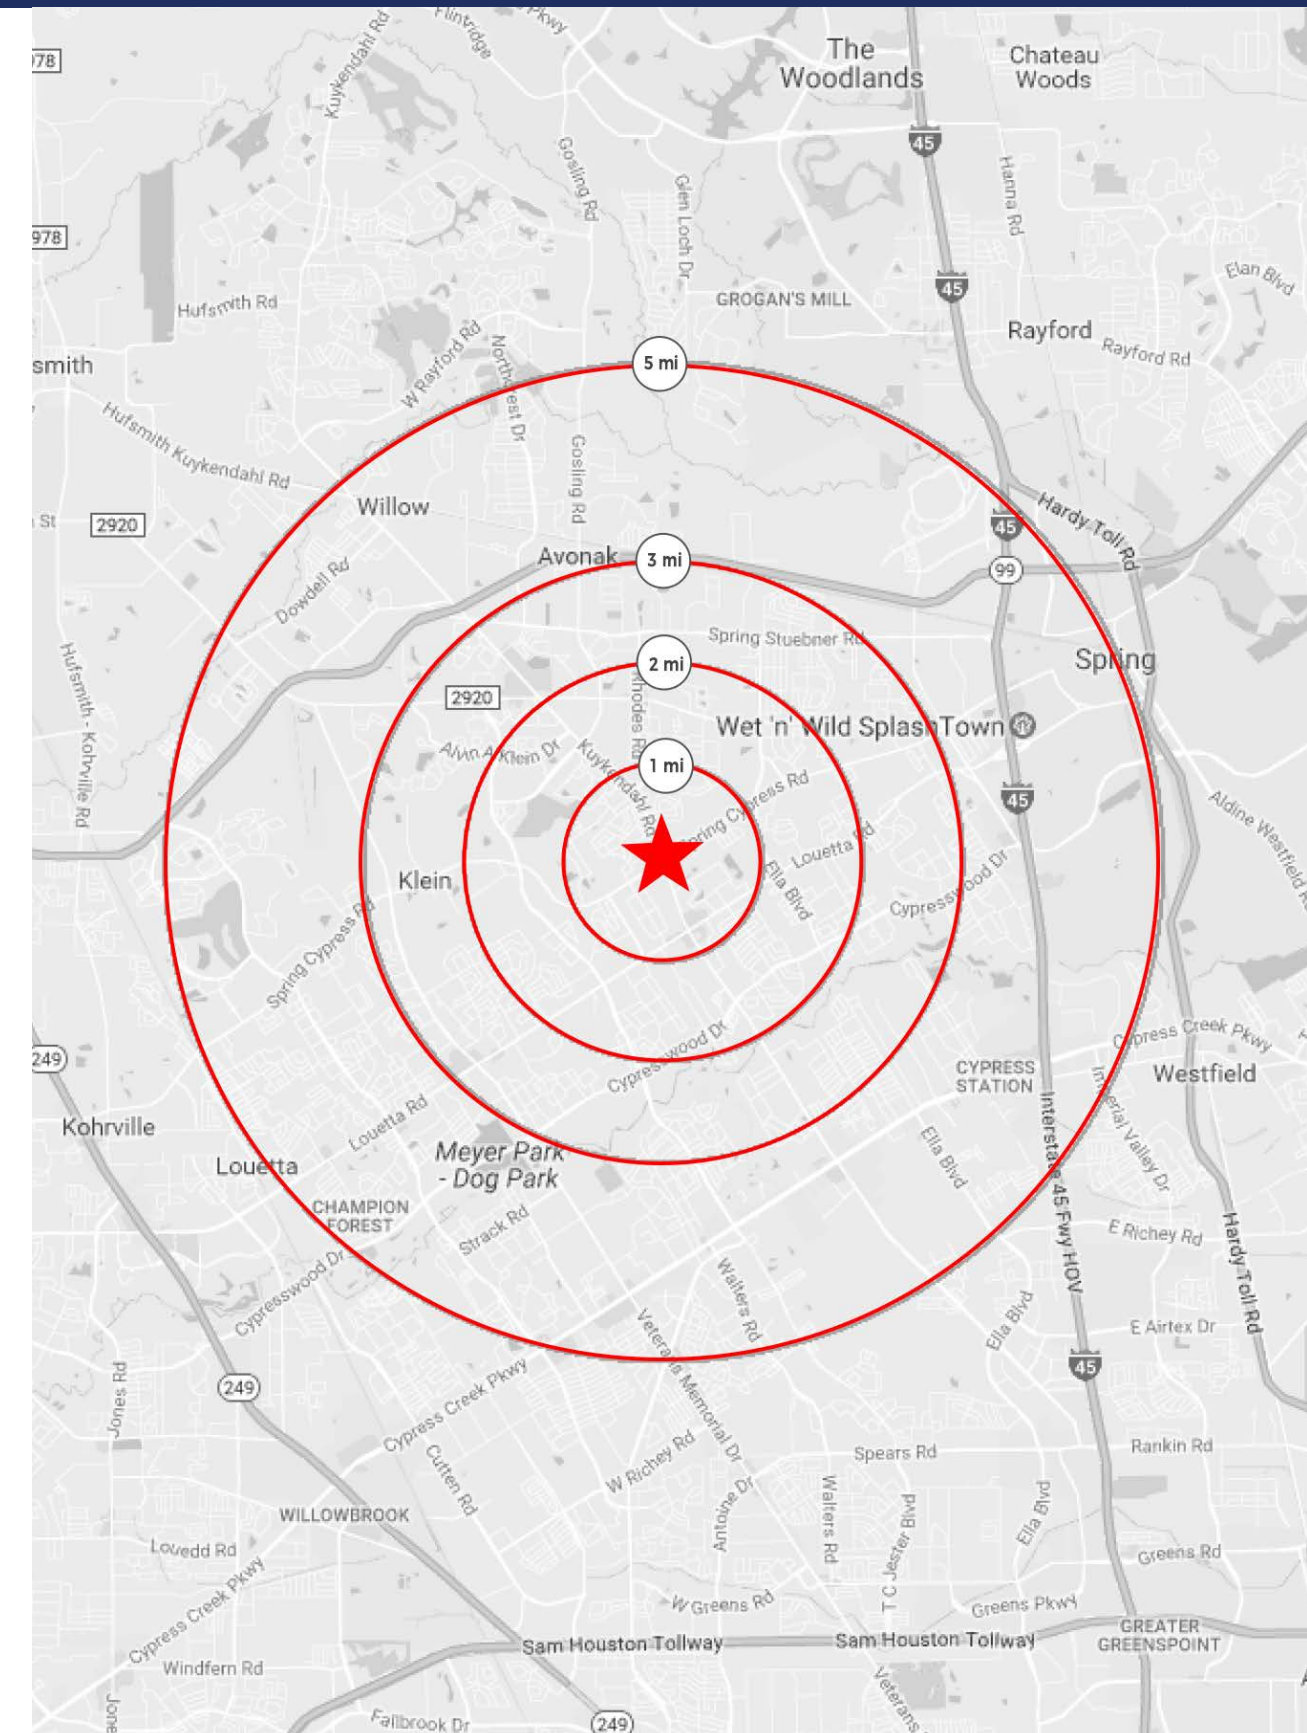 Kuykendahl Rd
Flintridge
Pkwy
The
Woodlands
Chateau
Woods
45
Gosling Rd
Glen Loch Dr
Hanna Rd
978
Elan Blvd
45
Hufsmith Rd
GROGAN'S MILL
Rayford
Rayford Rd
W Rayford Rd
Northcrest Dr
5 mi
smith
Hufsmith Kuykendahl Rd
Gosling Rd
Willow
St
2920
45
Hardy Toll Rd
Avonak
3 mi
99
Dowdell Rd
Spring Stuebner Rd
Spring
2 mi
Hufsmith - Kohrville Rd
2920
Rhodes Rd
Wet 'n' Wild SplashTown
Alvin A Klein Dr
Kuykendahl Rd
1 mi
Spring Cypress Rd
45
Aldine Westfield R
Louetta Rd
Ella Blvd
Cypresswood Dr
Klein
Spring Cypress Rd
Cypresswood Dr
Cypress Creek Pkwy
249
CYPRESS
STATION
Westfield
Imperial Valley Dr
Interstate 45 Fwy HOV
Kohrville
Louetta Rd
Ella Blvd
Meyer Park
- Dog Park
Louetta
CHAMPION
FOREST
Strack Rd
E Richey Rd
Hardy Toll Rd
Cypresswood Dr
Walters Rd
Veterans Memorial Dr
Ella Blvd
E Airtex Dr
45
Jones Rd
249
Cypress Creek Pkwy
Cutten Rd
W Richey Rd
Spears Rd
Rankin Rd
Antoine Dr
Walters Rd
T C Jester Blvd
Ella Blvd
WILLOWBROOK
Louedd Rd
Greens Rd
Cypress Creek Pkwy
W Greens Rd
Greens Pkwy
GREATER
GREENSPOINT
Sam Houston Tollway
Sam Houston Tollway
Windfern Rd
Jone
Fallbrook Dr
249
Veterans